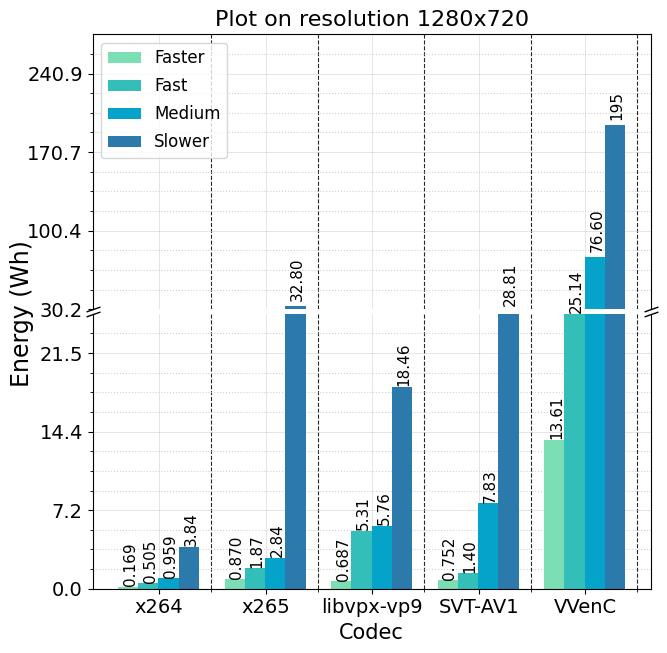 Plot on resolution 1280x720
Faster
Fast
Medium
Slower
240.9
170.7
100.4
30.2
21.5
14.4
7.2
0.0
Energy (Wh)
0.169
0.505
0.959
3.84
0.870
1.87
2.84
32.80
0.687
5.31
5.76
18.46
0.752
1.40
7.83
28.81
13.61
25.14
76.60
195
x264
x265
libvpx-vp9
SVT-AV1
VVenC
Codec